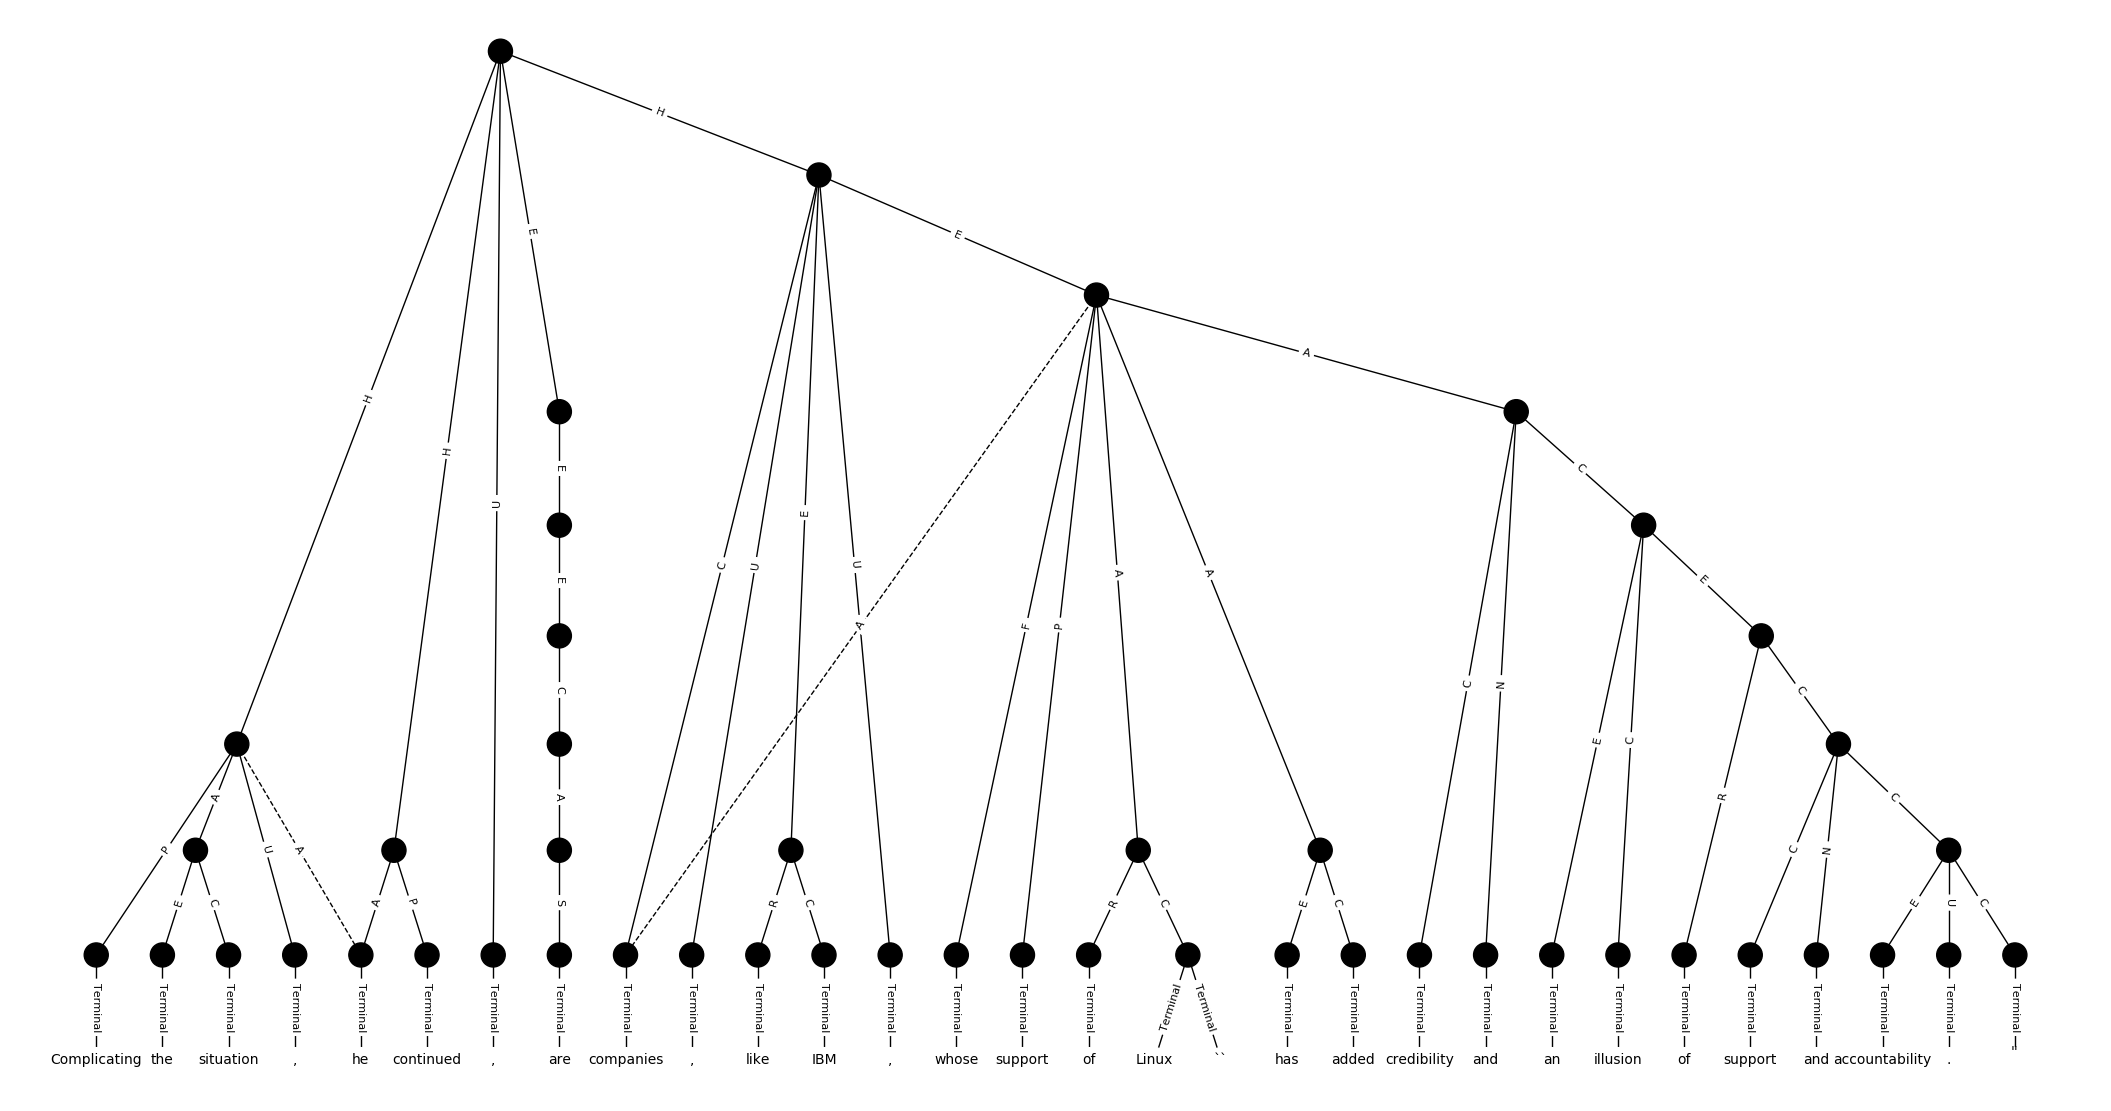 H
E
H
E
A
H
E
C
U
E
C
U
E
U
A
A
E
C
F
P
A
C
N
E
C
E
C
A
P
U
A
A
R
C
N
C
E
C
A
P
S
R
C
R
C
E
C
E
U
C
Terminal Terminal Terminal Terminal Terminal Terminal Terminal Terminal Terminal Terminal Terminal Terminal Terminal Terminal Terminal Terminal Terminal Terminal Terminal Terminal Terminal Terminal Terminal Terminal Terminal Terminal Terminal Terminal Terminal Terminal
Complicating the situation , he continued , are companies , like IBM , whose support of Linux `` has added credibility and an illusion of support and accountability . "